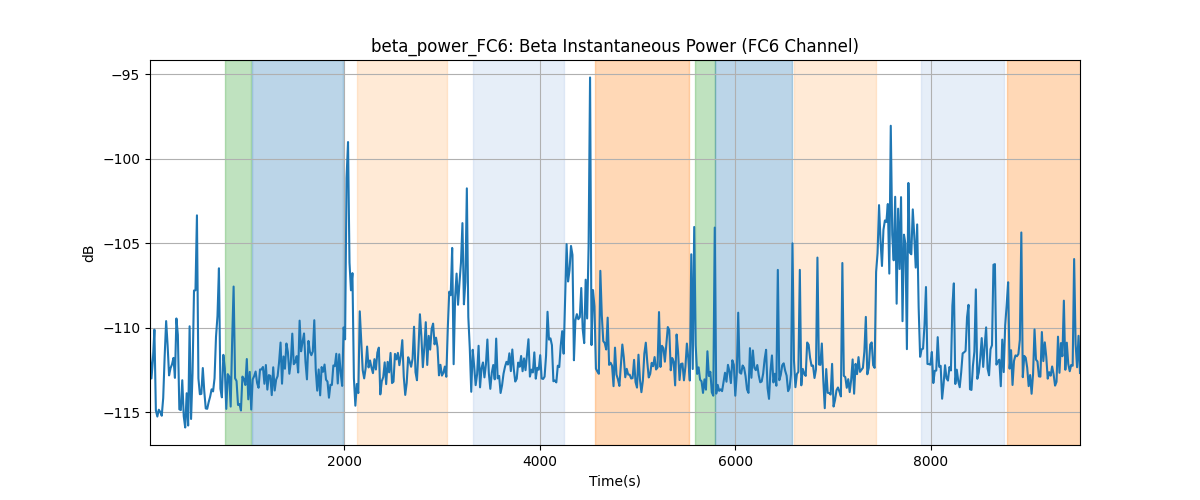 beta_power_FC6: Beta Instantaneous Power (FC6 Channel)
−95
−100
−105
−110
−115
dB
2000 4000 6000 8000
Time(s)